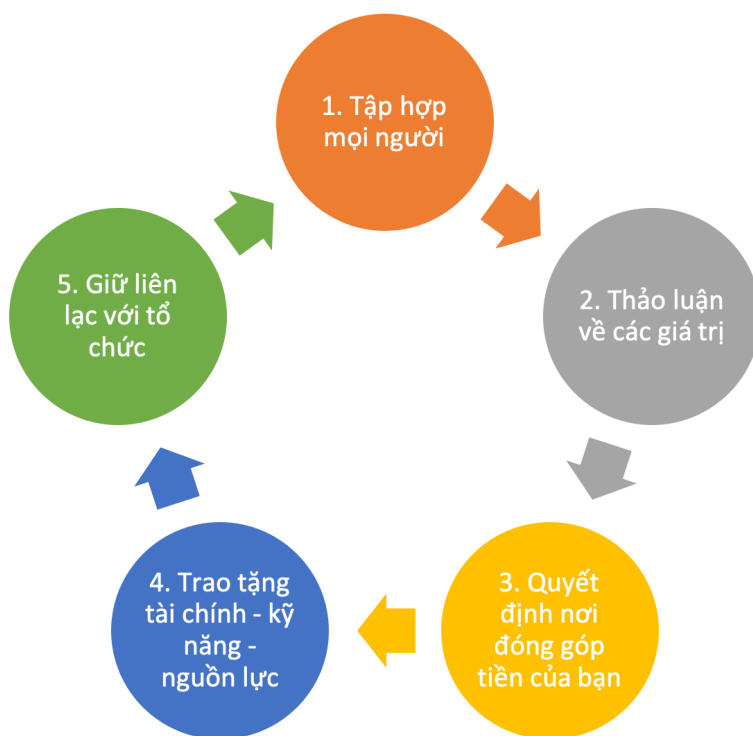 1. Tập hợp
mọi người
2. Thảo luận
về các giá trị
3. Quyết
định nơi
đóng góp
tiền của bạn
4. Trao tặng
tài chính - kỹ
năng -
nguồn lực
5. Giữ liên
lạc với tổ
chức